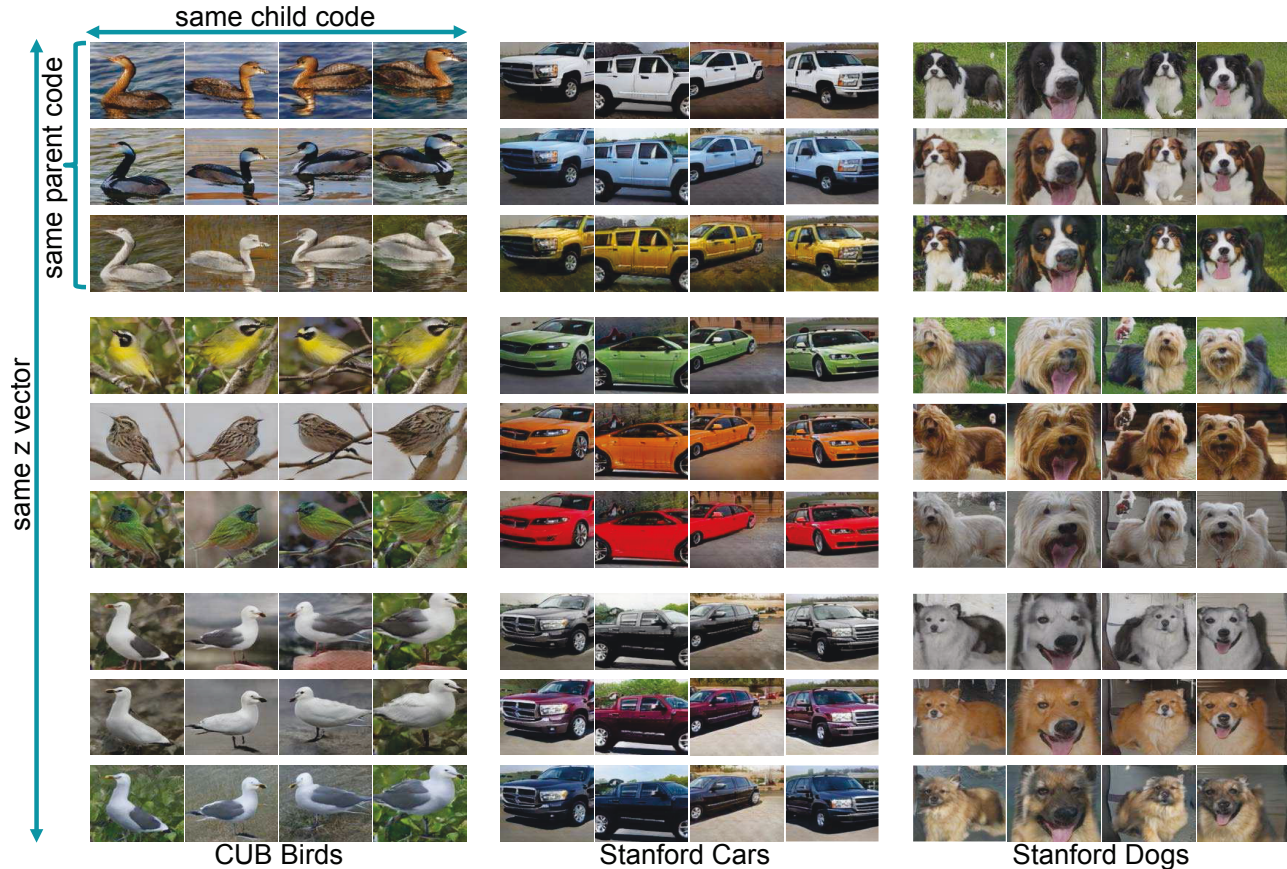 same child code
same parent code
same z vector
CUB Birds
Stanford Cars
Stanford Dogs